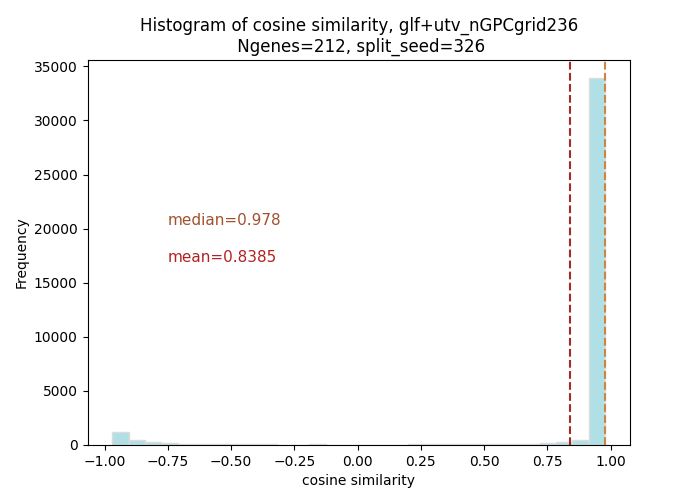 Histogram of cosine similarity, glf+utv_nGPCgrid236
Ngenes=212, split_seed=326
35000
30000
25000
20000
15000
10000
5000
0
Frequency
median=0.978
mean=0.8385
−1.00 −0.75 −0.50 −0.25 0.00 0.25 0.50 0.75 1.00
cosine similarity